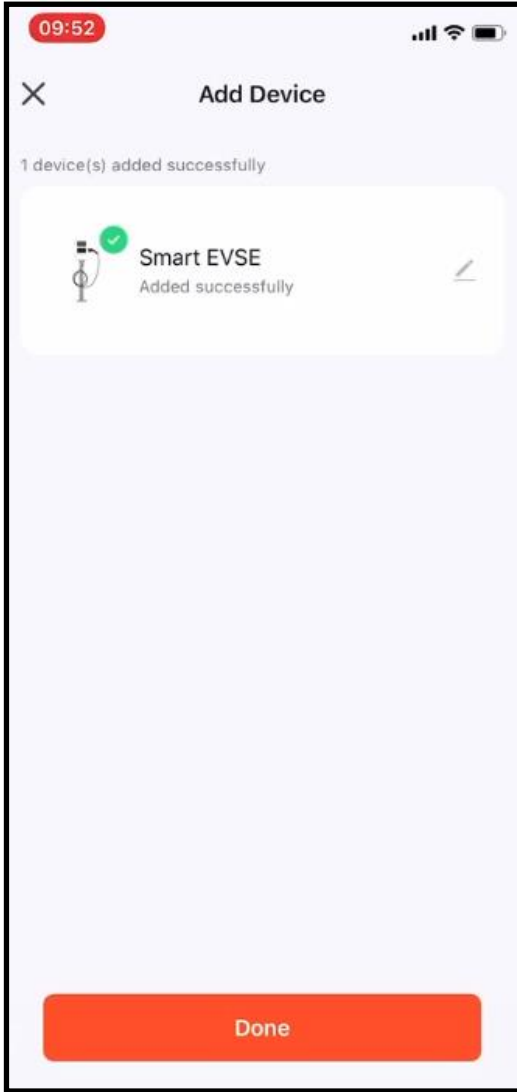 09:52
Add Device
1 device(s) added successfully
Smart EVSE
Added successfully
Done